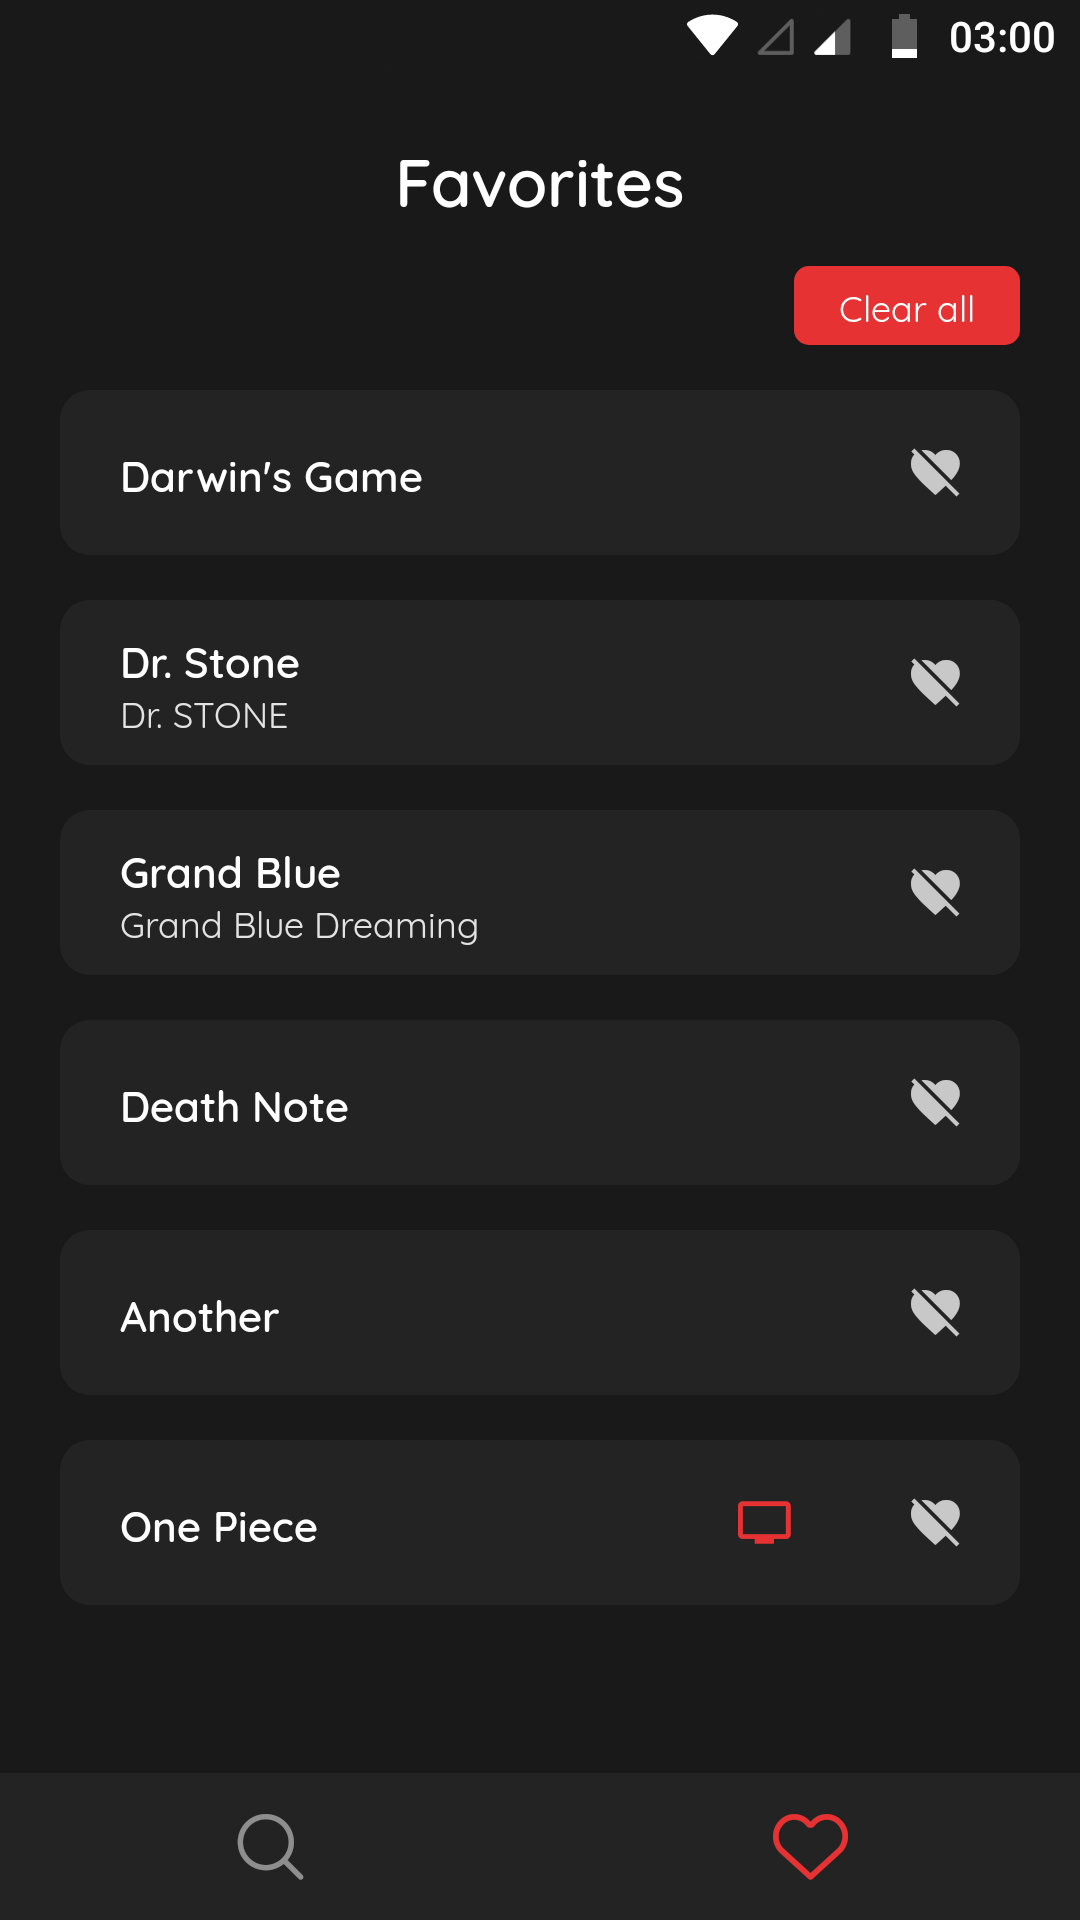 03:00
Favorites
Clear all
Darwin's Game
Dr. Stone
Dr. STONE
Grand Blue
Grand Blue Dreaming
Death Note
Another
One Piece